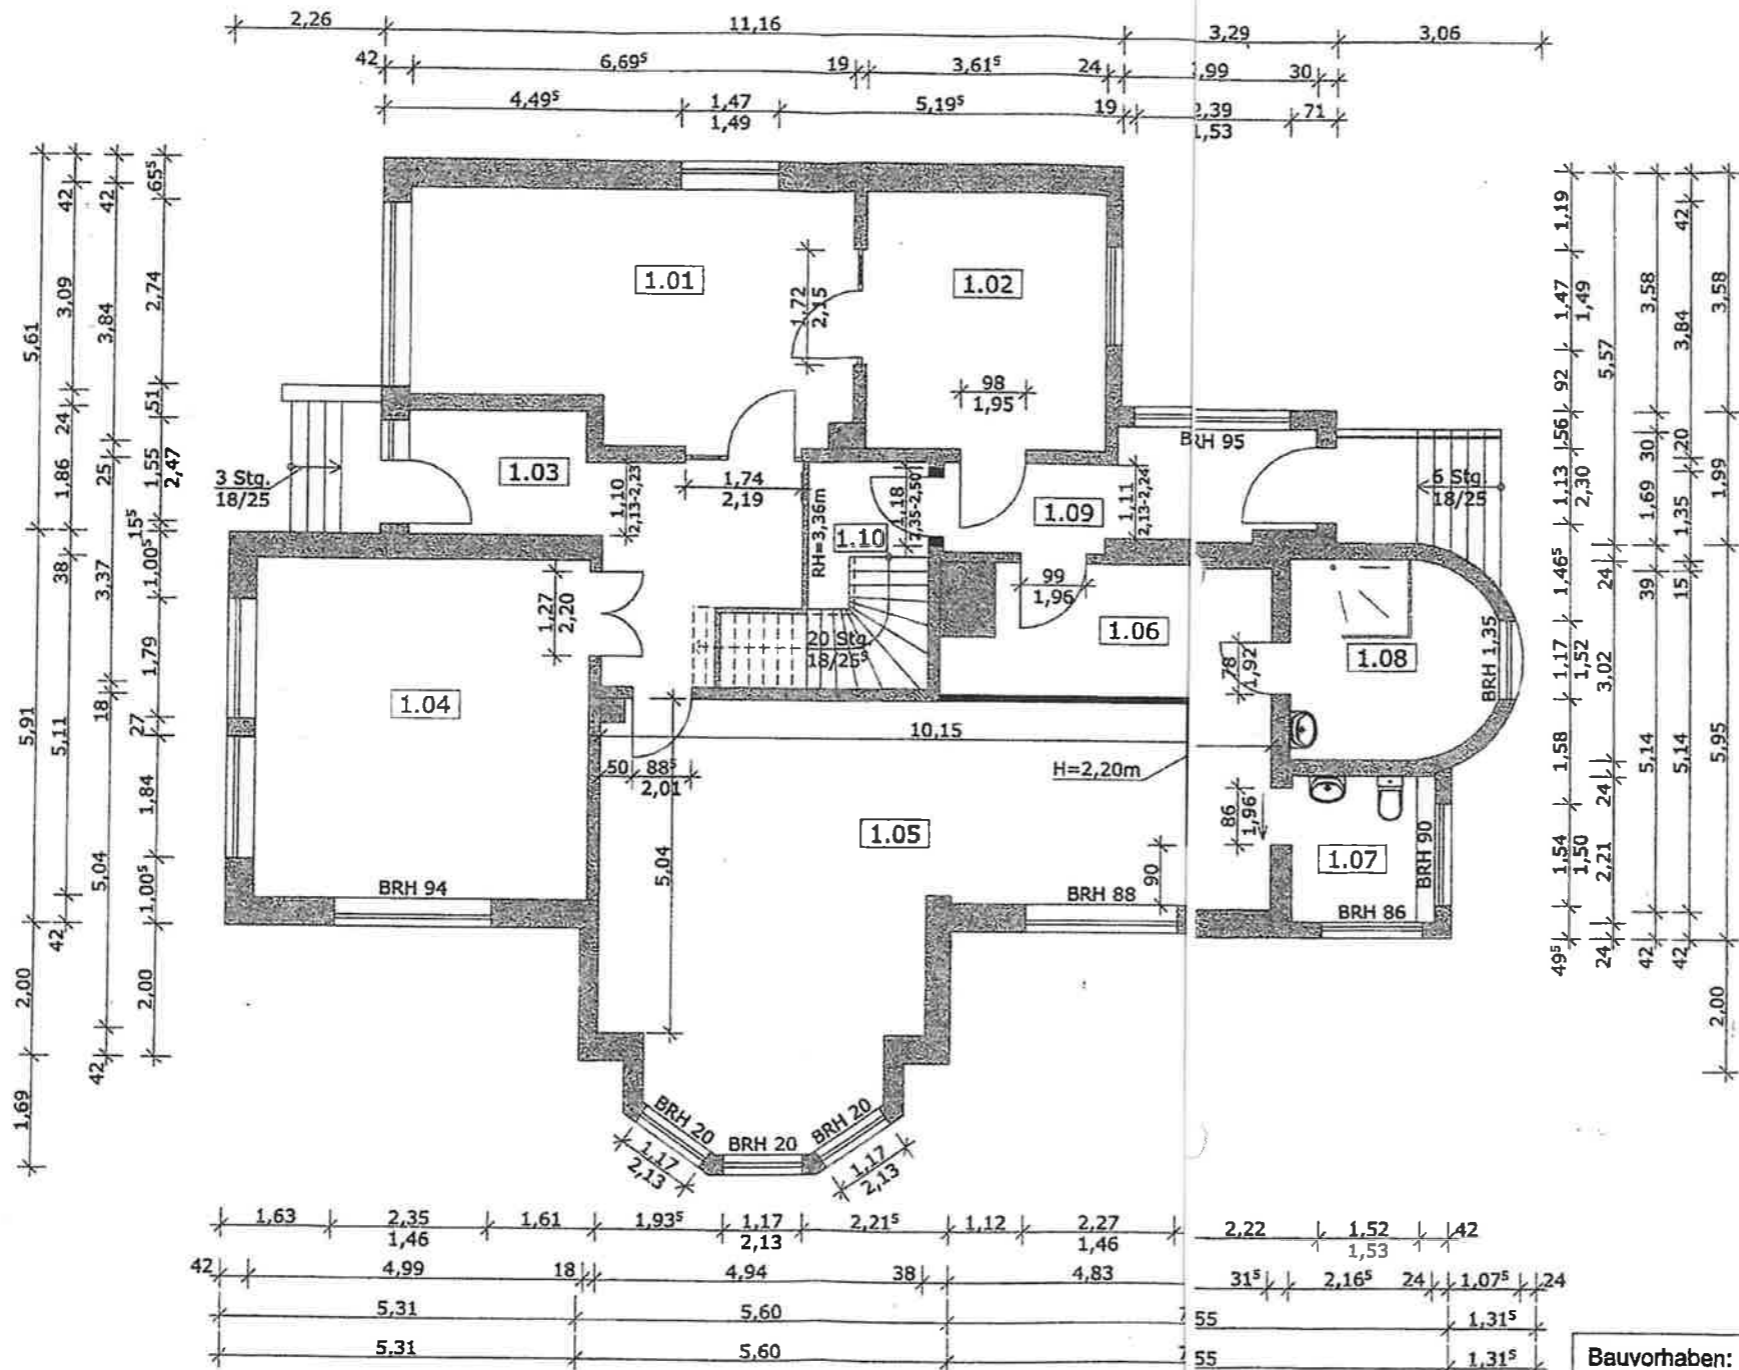 2,26 11,16 3,29 3,06
42 6,69⁵ 19 3,61⁵ 24 ,99 30
4,49⁵ 1,47 5,19⁵ 19 2,39 71
1,49 1,53
5,61 5,91 2,00 1,69
42 3,09 24 1,86 38 5,11 42
42 3,84 25 3,37 18 5,04 42
65⁵ 2,74 51 1,55 15⁵ 1,00⁵ 1,79 27 1,84 1,00⁵ 2,00
2,47
1.01
1,72
2,15
1.02
98
1,95
BRH 95
3 Stg.
18/25
1.03
1,10
2,13-2,23
1,74
2,19
RH=3,36m
1,18
2,35-2,50
1.10
1.09
1,11
2,13-2,24
6 Stg
18/25
1,27
2,20
20 Stg.
18/25⁵
99
1,96
1.06
78
1,92
1.08
BRH 1,35
1.04
10,15
50 88⁵
2,01
H=2,20m
5,04
1.05
90
86
1,96
1.07
BRH 90
BRH 94
BRH 88
BRH 86
BRH 20
BRH 20
BRH 20
1,17
2,13
1,17
2,13
1,19 1,47 92 56 1,13 1,46⁵ 1,17 1,58 1,54 49⁵
1,49 2,30 1,52 1,50
5,57 24 3,02 24 2,21 24
3,58 30 1,69 39 5,14 42
42 3,84 20 1,35 15 5,14 42
3,58 1,99 5,95 2,00
1,63 2,35 1,61 1,93⁵ 1,17 2,21⁵ 1,12 2,27 2,22 1,52 42
1,46 2,13 1,46 1,53
42 4,99 18 4,94 38 4,83 31⁵ 2,16⁵ 24 1,07⁵ 24
5,31 5,60 7 55 1,31⁵
5,31 5,60 7 55 1,31⁵
Bauvorhaben: